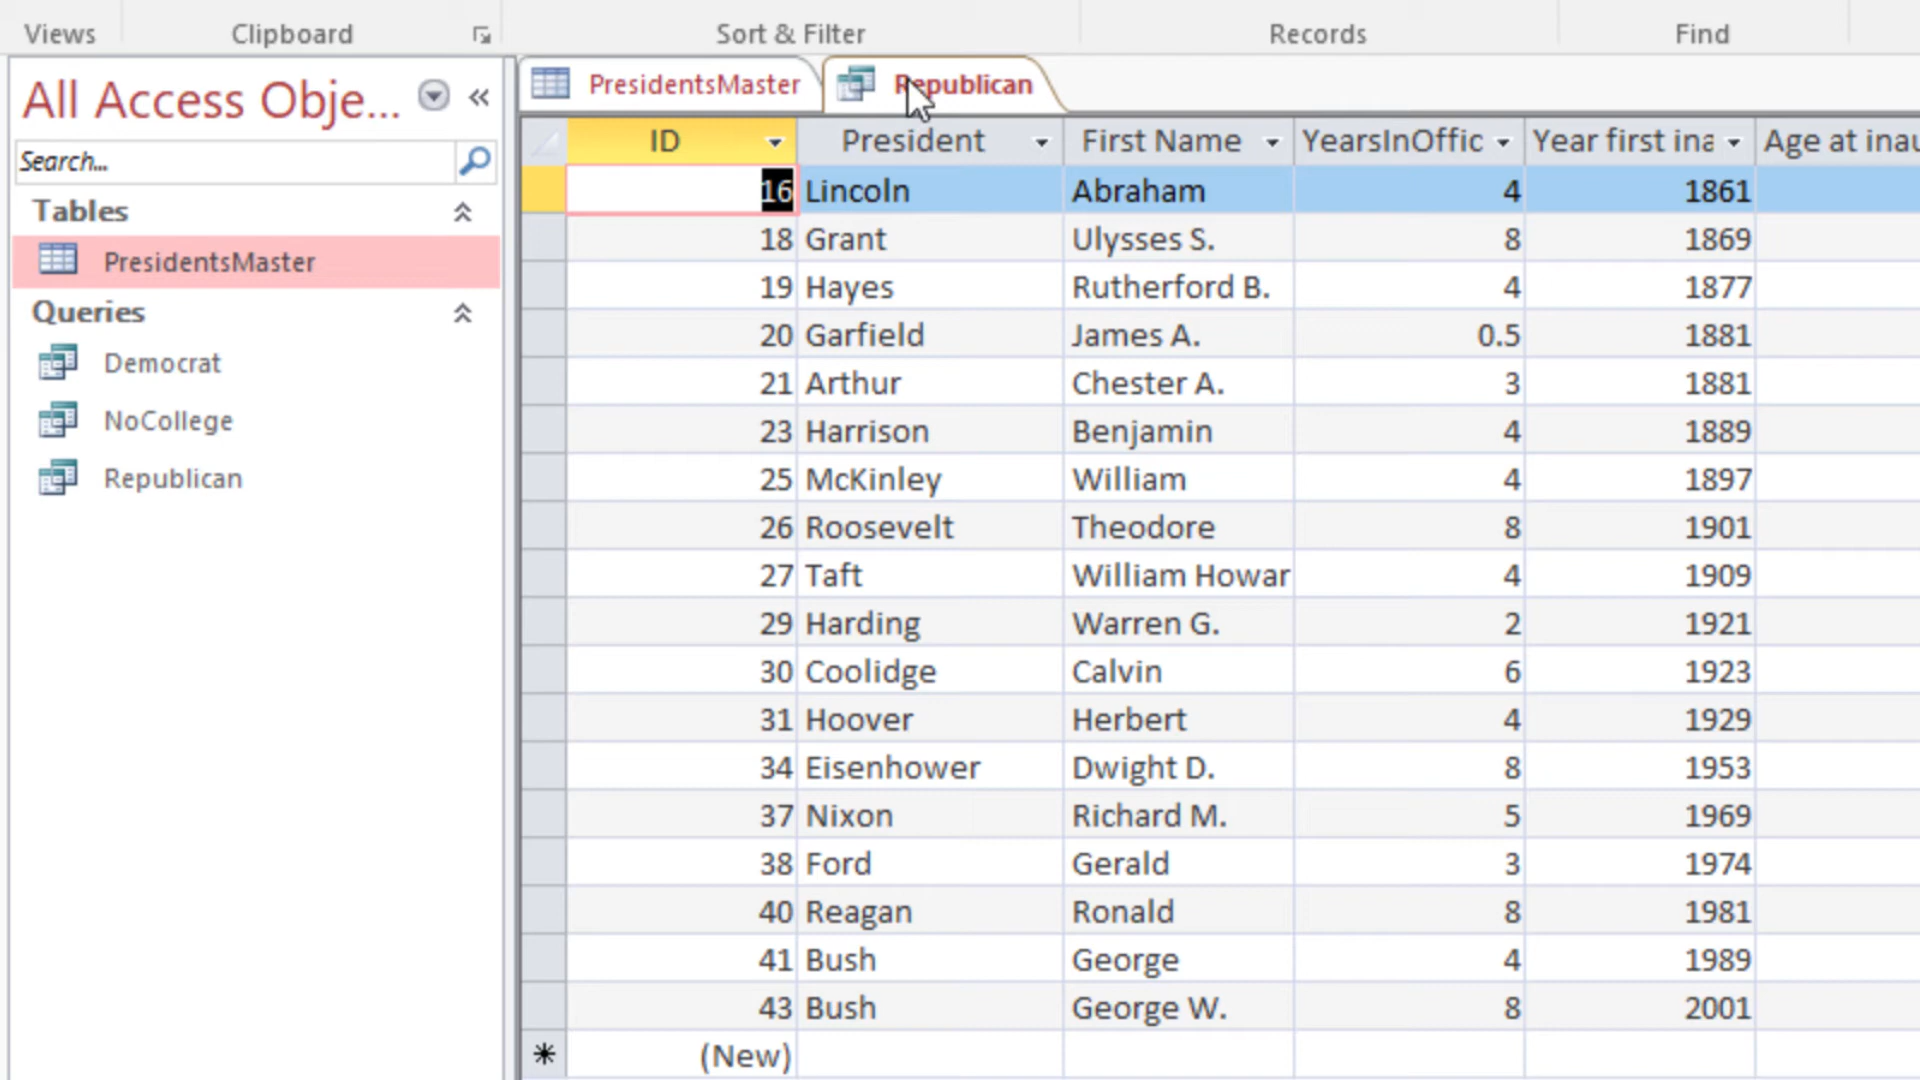 Views Clipboard Sort & Filter Records Find
All Access Obje...
PresidentsMaster Republican
Search...
Tables
PresidentsMaster
Queries
Democrat
NoCollege
Republican
ID President First Name YearsInOffic Year first ina Age at inau
16 Lincoln Abraham 4 1861
18 Grant Ulysses S. 8 1869
19 Hayes Rutherford B. 4 1877
20 Garfield James A. 0.5 1881
21 Arthur Chester A. 3 1881
23 Harrison Benjamin 4 1889
25 McKinley William 4 1897
26 Roosevelt Theodore 8 1901
27 Taft William Howar 4 1909
29 Harding Warren G. 2 1921
30 Coolidge Calvin 6 1923
31 Hoover Herbert 4 1929
34 Eisenhower Dwight D. 8 1953
37 Nixon Richard M. 5 1969
38 Ford Gerald 3 1974
40 Reagan Ronald 8 1981
41 Bush George 4 1989
43 Bush George W. 8 2001
(New)